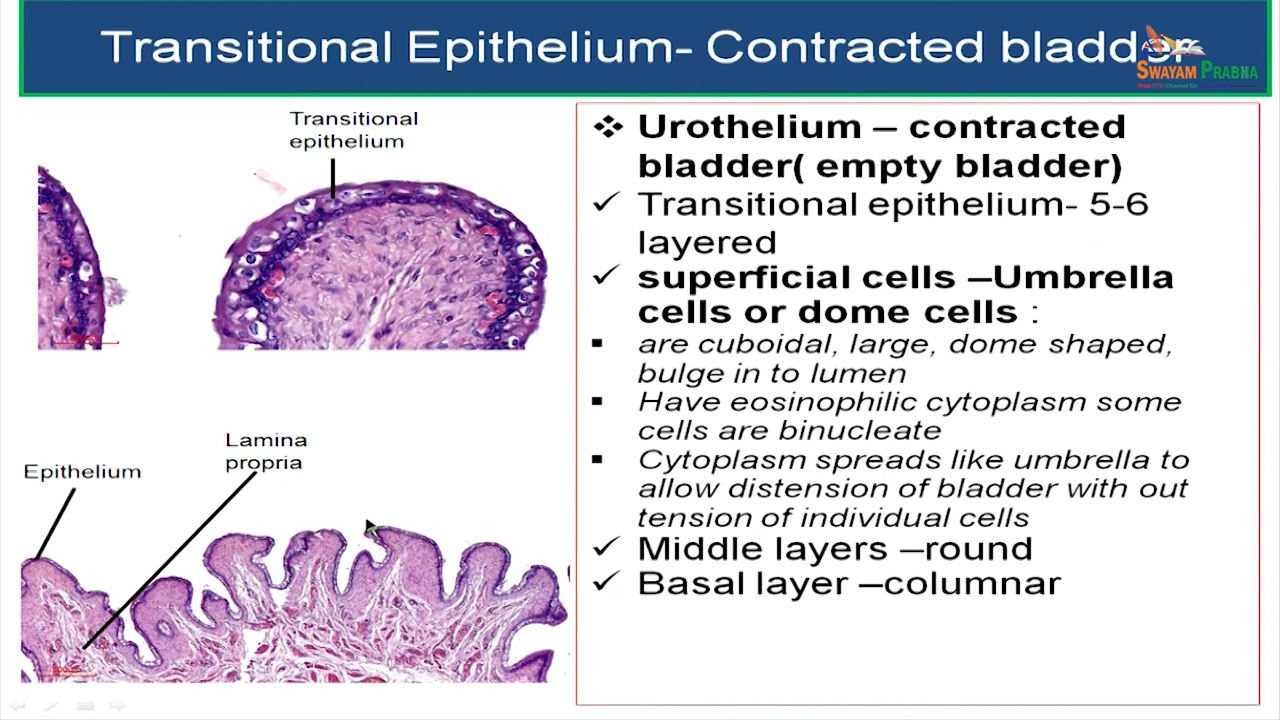 Transitional Epithelium- Contracted bladder
SWAYAM PRABHA
Transitional
epithelium
Lamina
propria
Epithelium
❖ Urothelium – contracted
bladder( empty bladder)
✓ Transitional epithelium- 5-6
layered
✓ superficial cells –Umbrella
cells or dome cells :
▪ are cuboidal, large, dome shaped,
bulge in to lumen
▪ Have eosinophilic cytoplasm some
cells are binucleate
▪ Cytoplasm spreads like umbrella to
allow distension of bladder with out
tension of individual cells
✓ Middle layers –round
✓ Basal layer –columnar